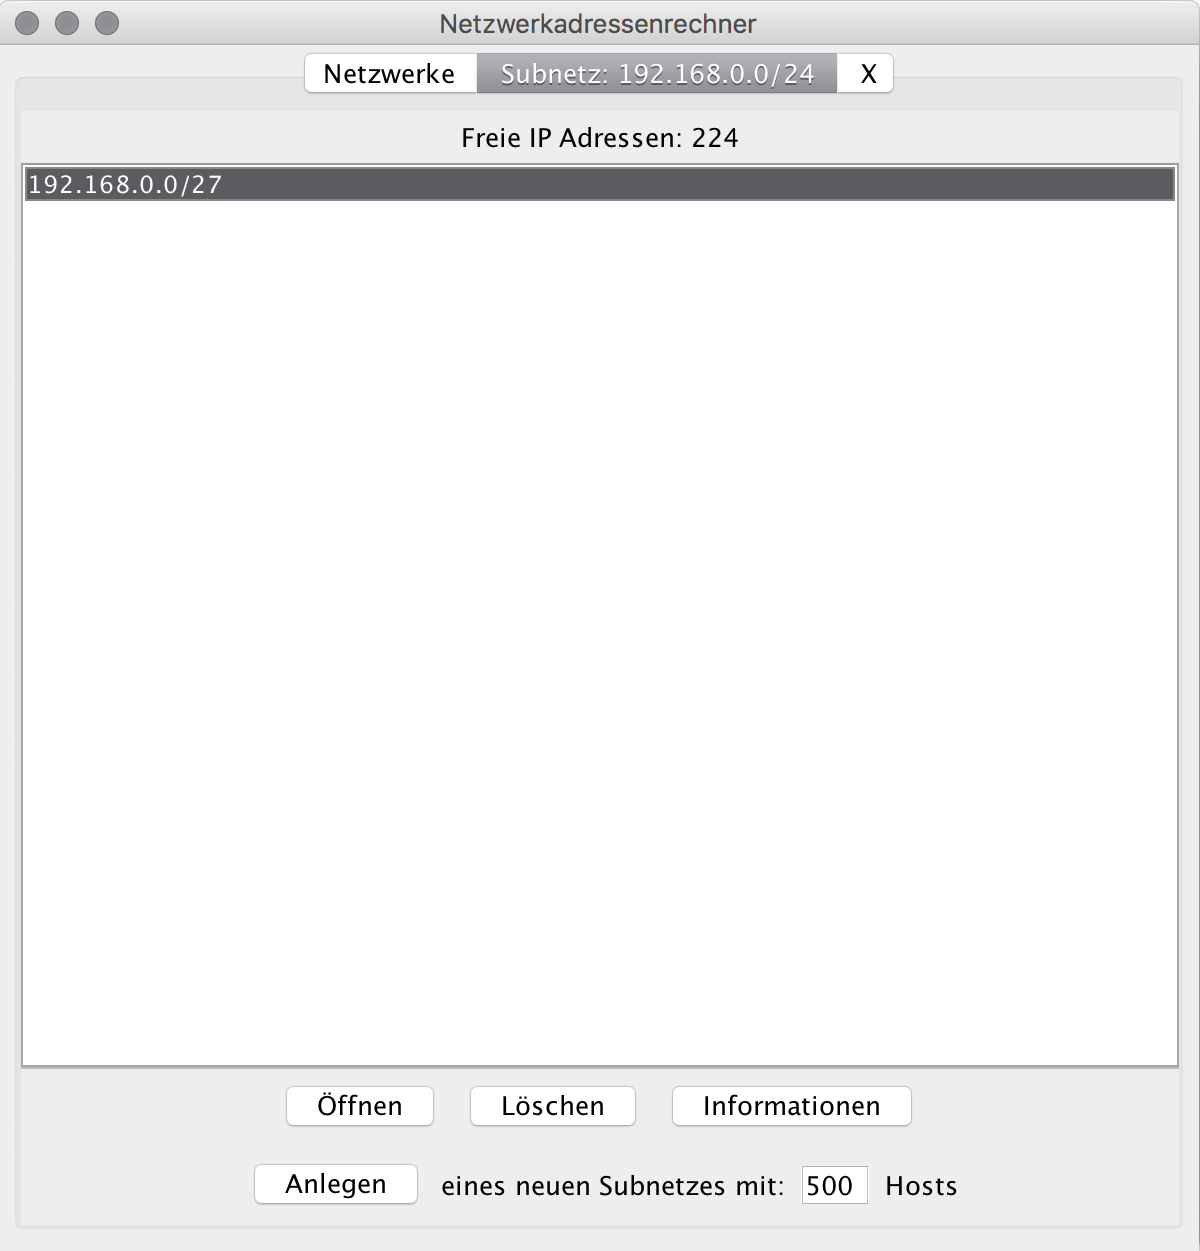 Netzwerkadressenrechner
Netzwerke Subnetz: 192.168.0.0/24 X
Freie IP Adressen: 224
192.168.0.0/27
Öffnen Löschen Informationen
Anlegen eines neuen Subnetzes mit: 500 Hosts